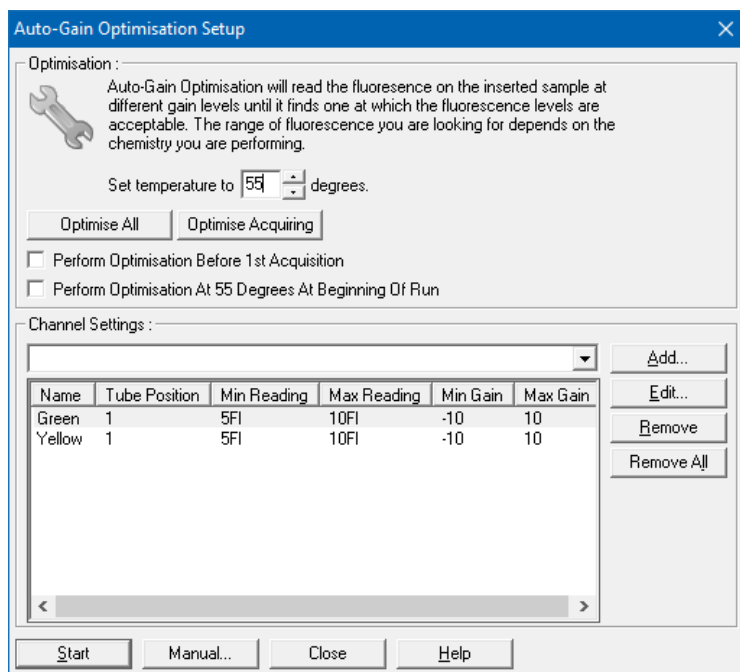 Auto-Gain Optimisation Setup
Optimisation :
Auto-Gain Optimisation will read the fluoresence on the inserted sample at
different gain levels until it finds one at which the fluorescence levels are
acceptable. The range of fluorescence you are looking for depends on the
chemistry you are performing.
Set temperature to 55 degrees.
Optimise All Optimise Acquiring
Perform Optimisation Before 1st Acquisition
Perform Optimisation At 55 Degrees At Beginning Of Run
Channel Settings :
Add...
Edit...
Remove
Remove All
Name Tube Position Min Reading Max Reading Min Gain Max Gain
Green 1 5Fl 10Fl -10 10
Yellow 1 5Fl 10Fl -10 10
Start Manual... Close Help